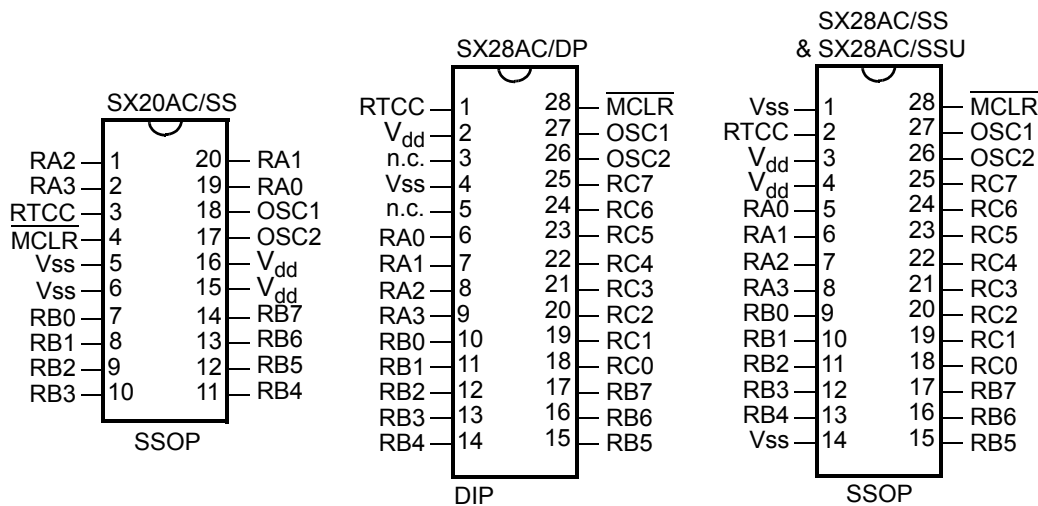 SX20AC/SS
RA2 1 20 RA1
RA3 2 19 RA0
RTCC 3 18 OSC1
MCLR 4 17 OSC2
Vss 5 16 Vdd
Vss 6 15 Vdd
RB0 7 14 RB7
RB1 8 13 RB6
RB2 9 12 RB5
RB3 10 11 RB4
SSOP
SX28AC/DP
RTCC 1 28 MCLR
Vdd 2 27 OSC1
n.c. 3 26 OSC2
Vss 4 25 RC7
n.c. 5 24 RC6
RA0 6 23 RC5
RA1 7 22 RC4
RA2 8 21 RC3
RA3 9 20 RC2
RB0 10 19 RC1
RB1 11 18 RC0
RB2 12 17 RB7
RB3 13 16 RB6
RB4 14 15 RB5
DIP
SX28AC/SS
& SX28AC/SSU
Vss 1 28 MCLR
RTCC 2 27 OSC1
Vdd 3 26 OSC2
Vdd 4 25 RC7
RA0 5 24 RC6
RA1 6 23 RC5
RA2 7 22 RC4
RA3 8 21 RC3
RB0 9 20 RC2
RB1 10 19 RC1
RB2 11 18 RC0
RB3 12 17 RB7
RB4 13 16 RB6
Vss 14 15 RB5
SSOP